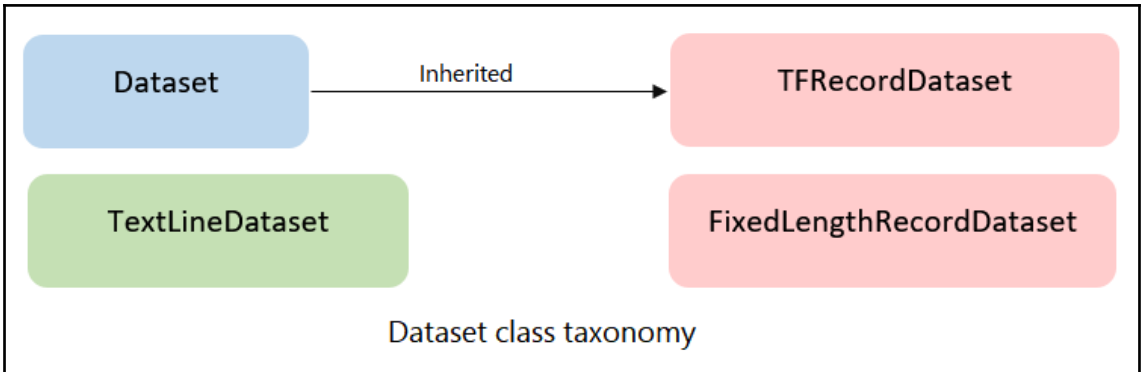 Dataset
Inherited
TFRecordDataset
TextLineDataset
FixedLengthRecordDataset
Dataset class taxonomy